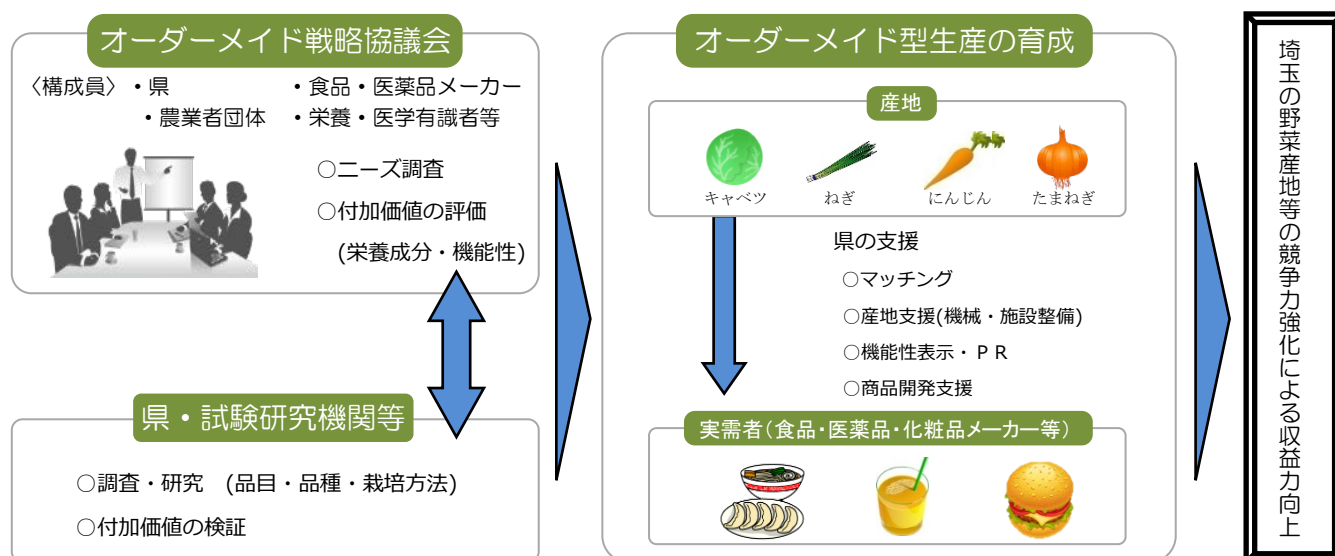 オーダーメイド戦略協議会
〈構成員〉・県 ・食品・医薬品メーカー
・農業者団体 ・栄養・医学有識者等
○ニーズ調査
○付加価値の評価
(栄養成分・機能性)
県・試験研究機関等
○調査・研究 (品目・品種・栽培方法)
○付加価値の検証
オーダーメイド型生産の育成
産地
キャベツ ねぎ にんじん たまねぎ
県の支援
○マッチング
○産地支援(機械・施設整備)
○機能性表示・ＰＲ
○商品開発支援
実需者(食品・医薬品・化粧品メーカー等)
埼玉の野菜産地等の競争力強化による収益力向上